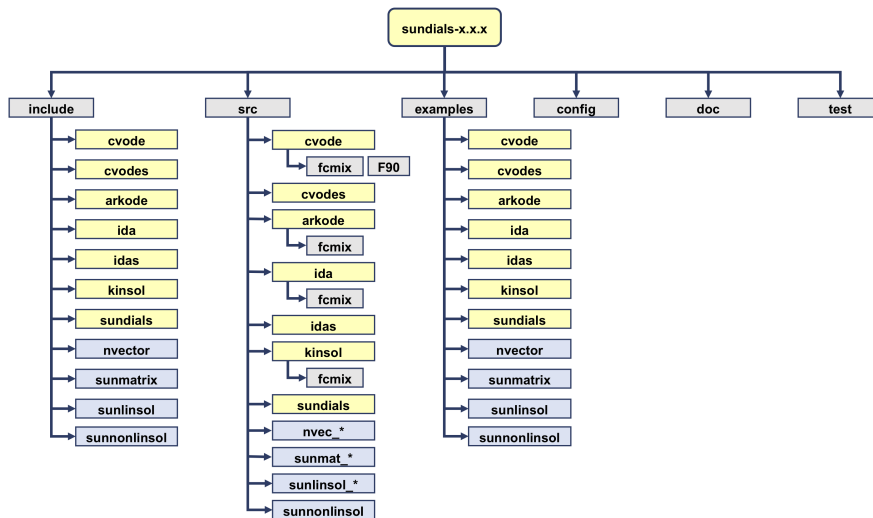 sundials-x.x.x
include
src
examples
config
doc
test
cvode
cvodes
arkode
ida
idas
kinsol
sundials
nvector
sunmatrix
sunlinsol
sunnonlinsol
cvode
fcmix F90
cvodes
arkode
fcmix
ida
fcmix
idas
kinsol
fcmix
sundials
nvec_*
sunmat_*
sunlinsol_*
sunnonlinsol
cvode
cvodes
arkode
ida
idas
kinsol
sundials
nvector
sunmatrix
sunlinsol
sunnonlinsol